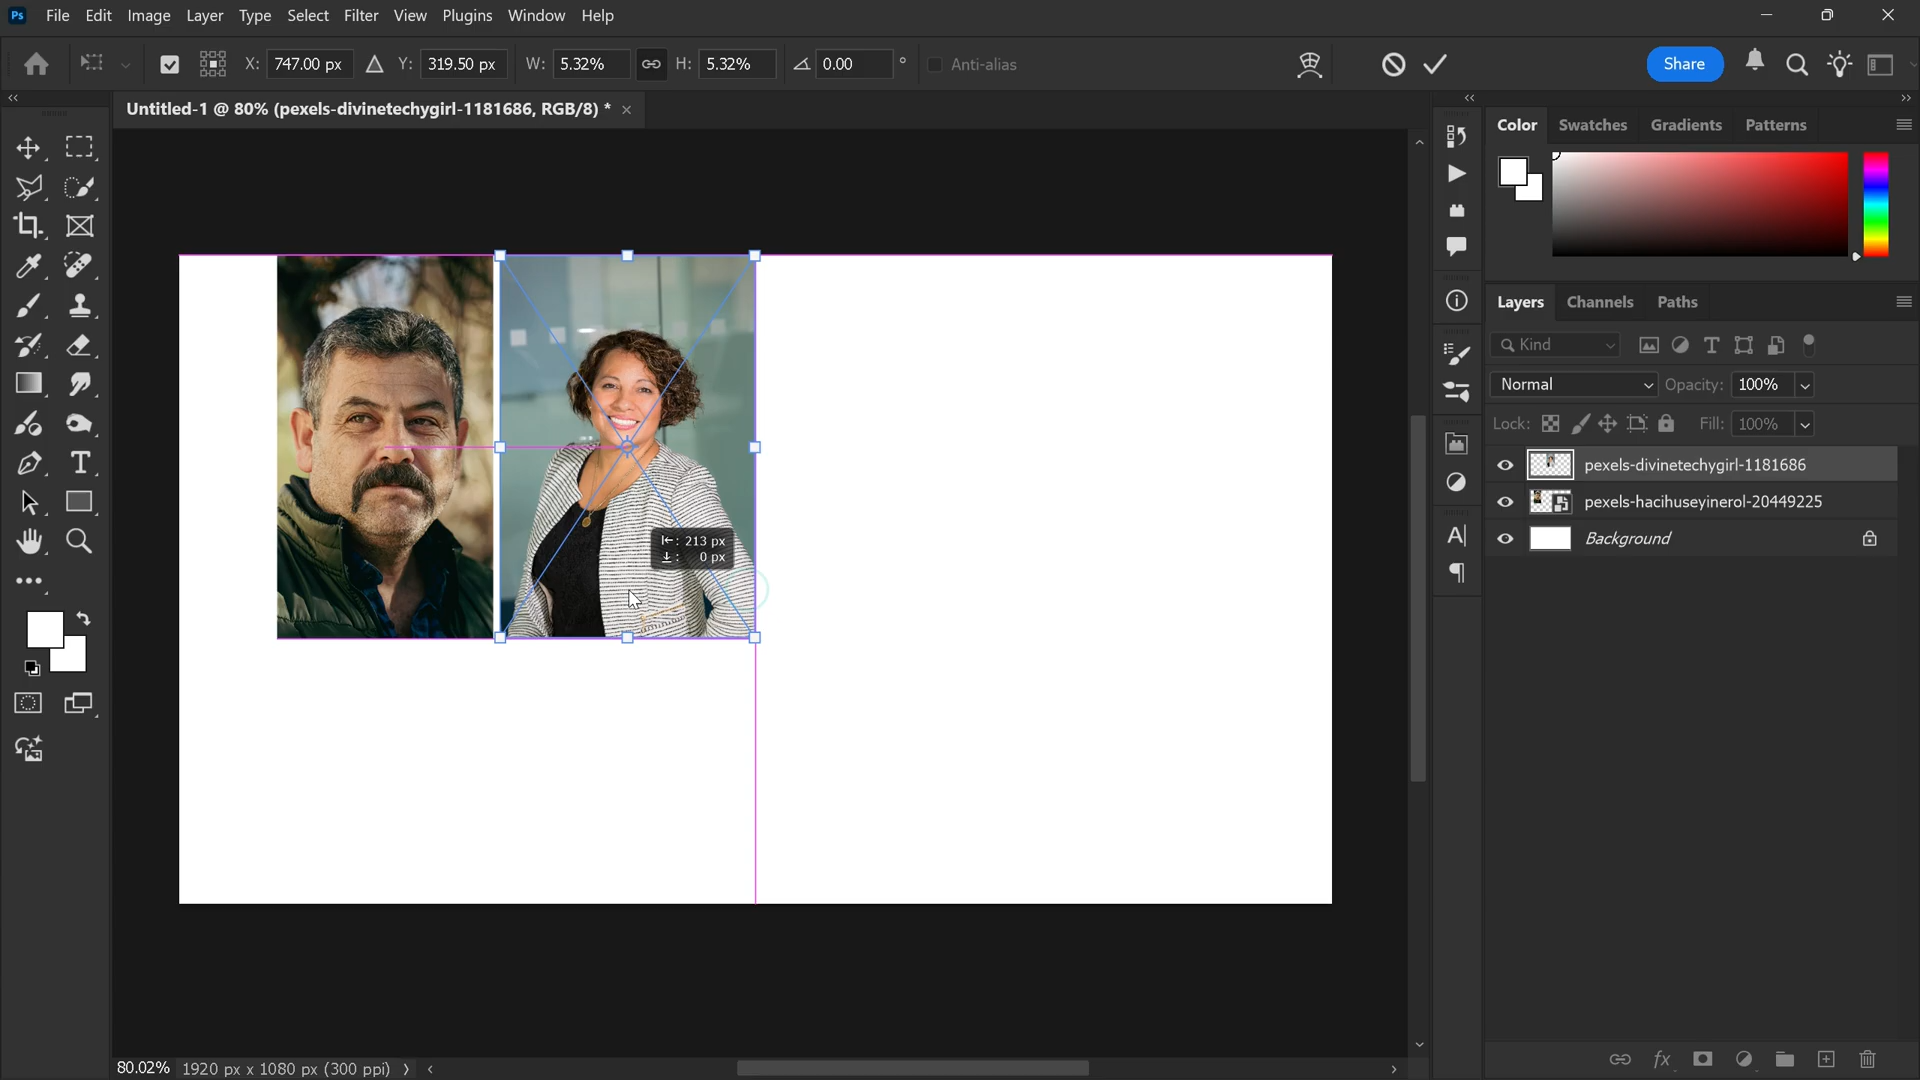 Ps File Edit Image Layer Type Select Filter View Plugins Window Help
X: 747.00 px Y: 319.50 px W: 5.32% H: 5.32% 0.00 ° Anti-alias Share
Untitled-1 @ 80% (pexels-divinetechygirl-1181686, RGB/8) *
Color Swatches Gradients Patterns
Layers Channels Paths
Kind
Normal Opacity: 100%
Lock: Fill: 100%
pexels-divinetechygirl-1181686
pexels-hacihuseyinerol-20449225
Background
213 px
0 px
80.02% 1920 px x 1080 px (300 ppi)